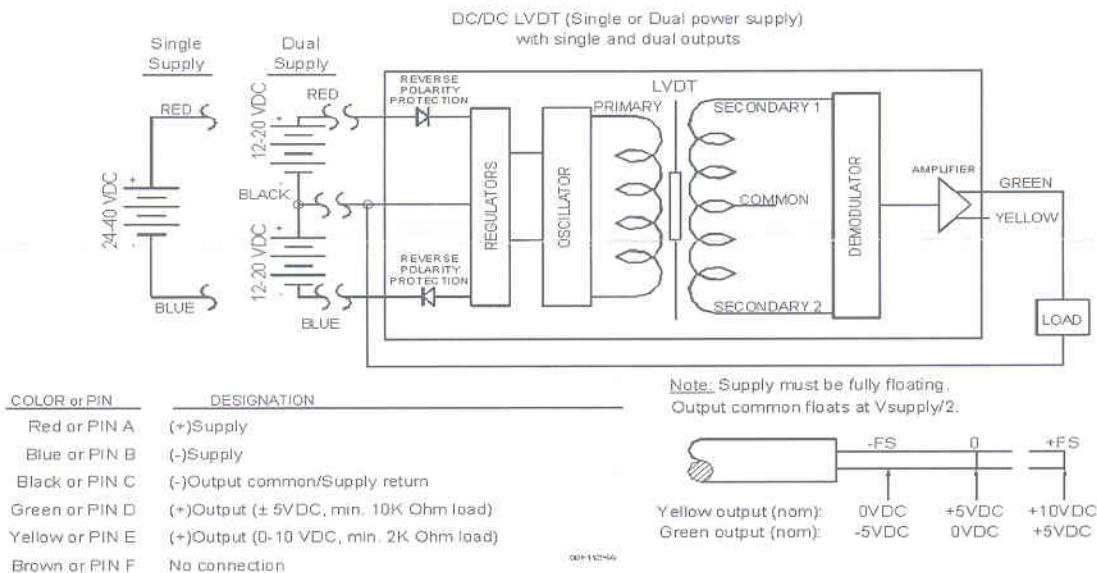 DC/DC LVDT (Single or Dual power supply)
with single and dual outputs
Single
Supply
Dual
Supply
RED
BLUE
24-40 VDC
+
-
12-20 VDC
+
-
12-20 VDC
+
-
RED
BLACK
BLUE
REVERSE
POLARITY
PROTECTION
REVERSE
POLARITY
PROTECTION
REGULATORS
OSCILLATOR
PRIMARY
LVDT
SECONDARY 1
COMMON
SECONDARY 2
DEMODULATOR
AMPLIFIER
GREEN
YELLOW
LOAD
COLOR or PIN DESIGNATION
Red or PIN A (+)Supply
Blue or PIN B (-)Supply
Black or PIN C (-)Output common/Supply return
Green or PIN D (+)Output (± 5VDC, min. 10K Ohm load)
Yellow or PIN E (+)Output (0-10 VDC, min. 2K Ohm load)
Brown or PIN F No connection
Note: Supply must be fully floating.
Output common floats at Vsupply/2.
-FS 0 +FS
Yellow output (nom): 0VDC +5VDC +10VDC
Green output (nom): -5VDC 0VDC +5VDC